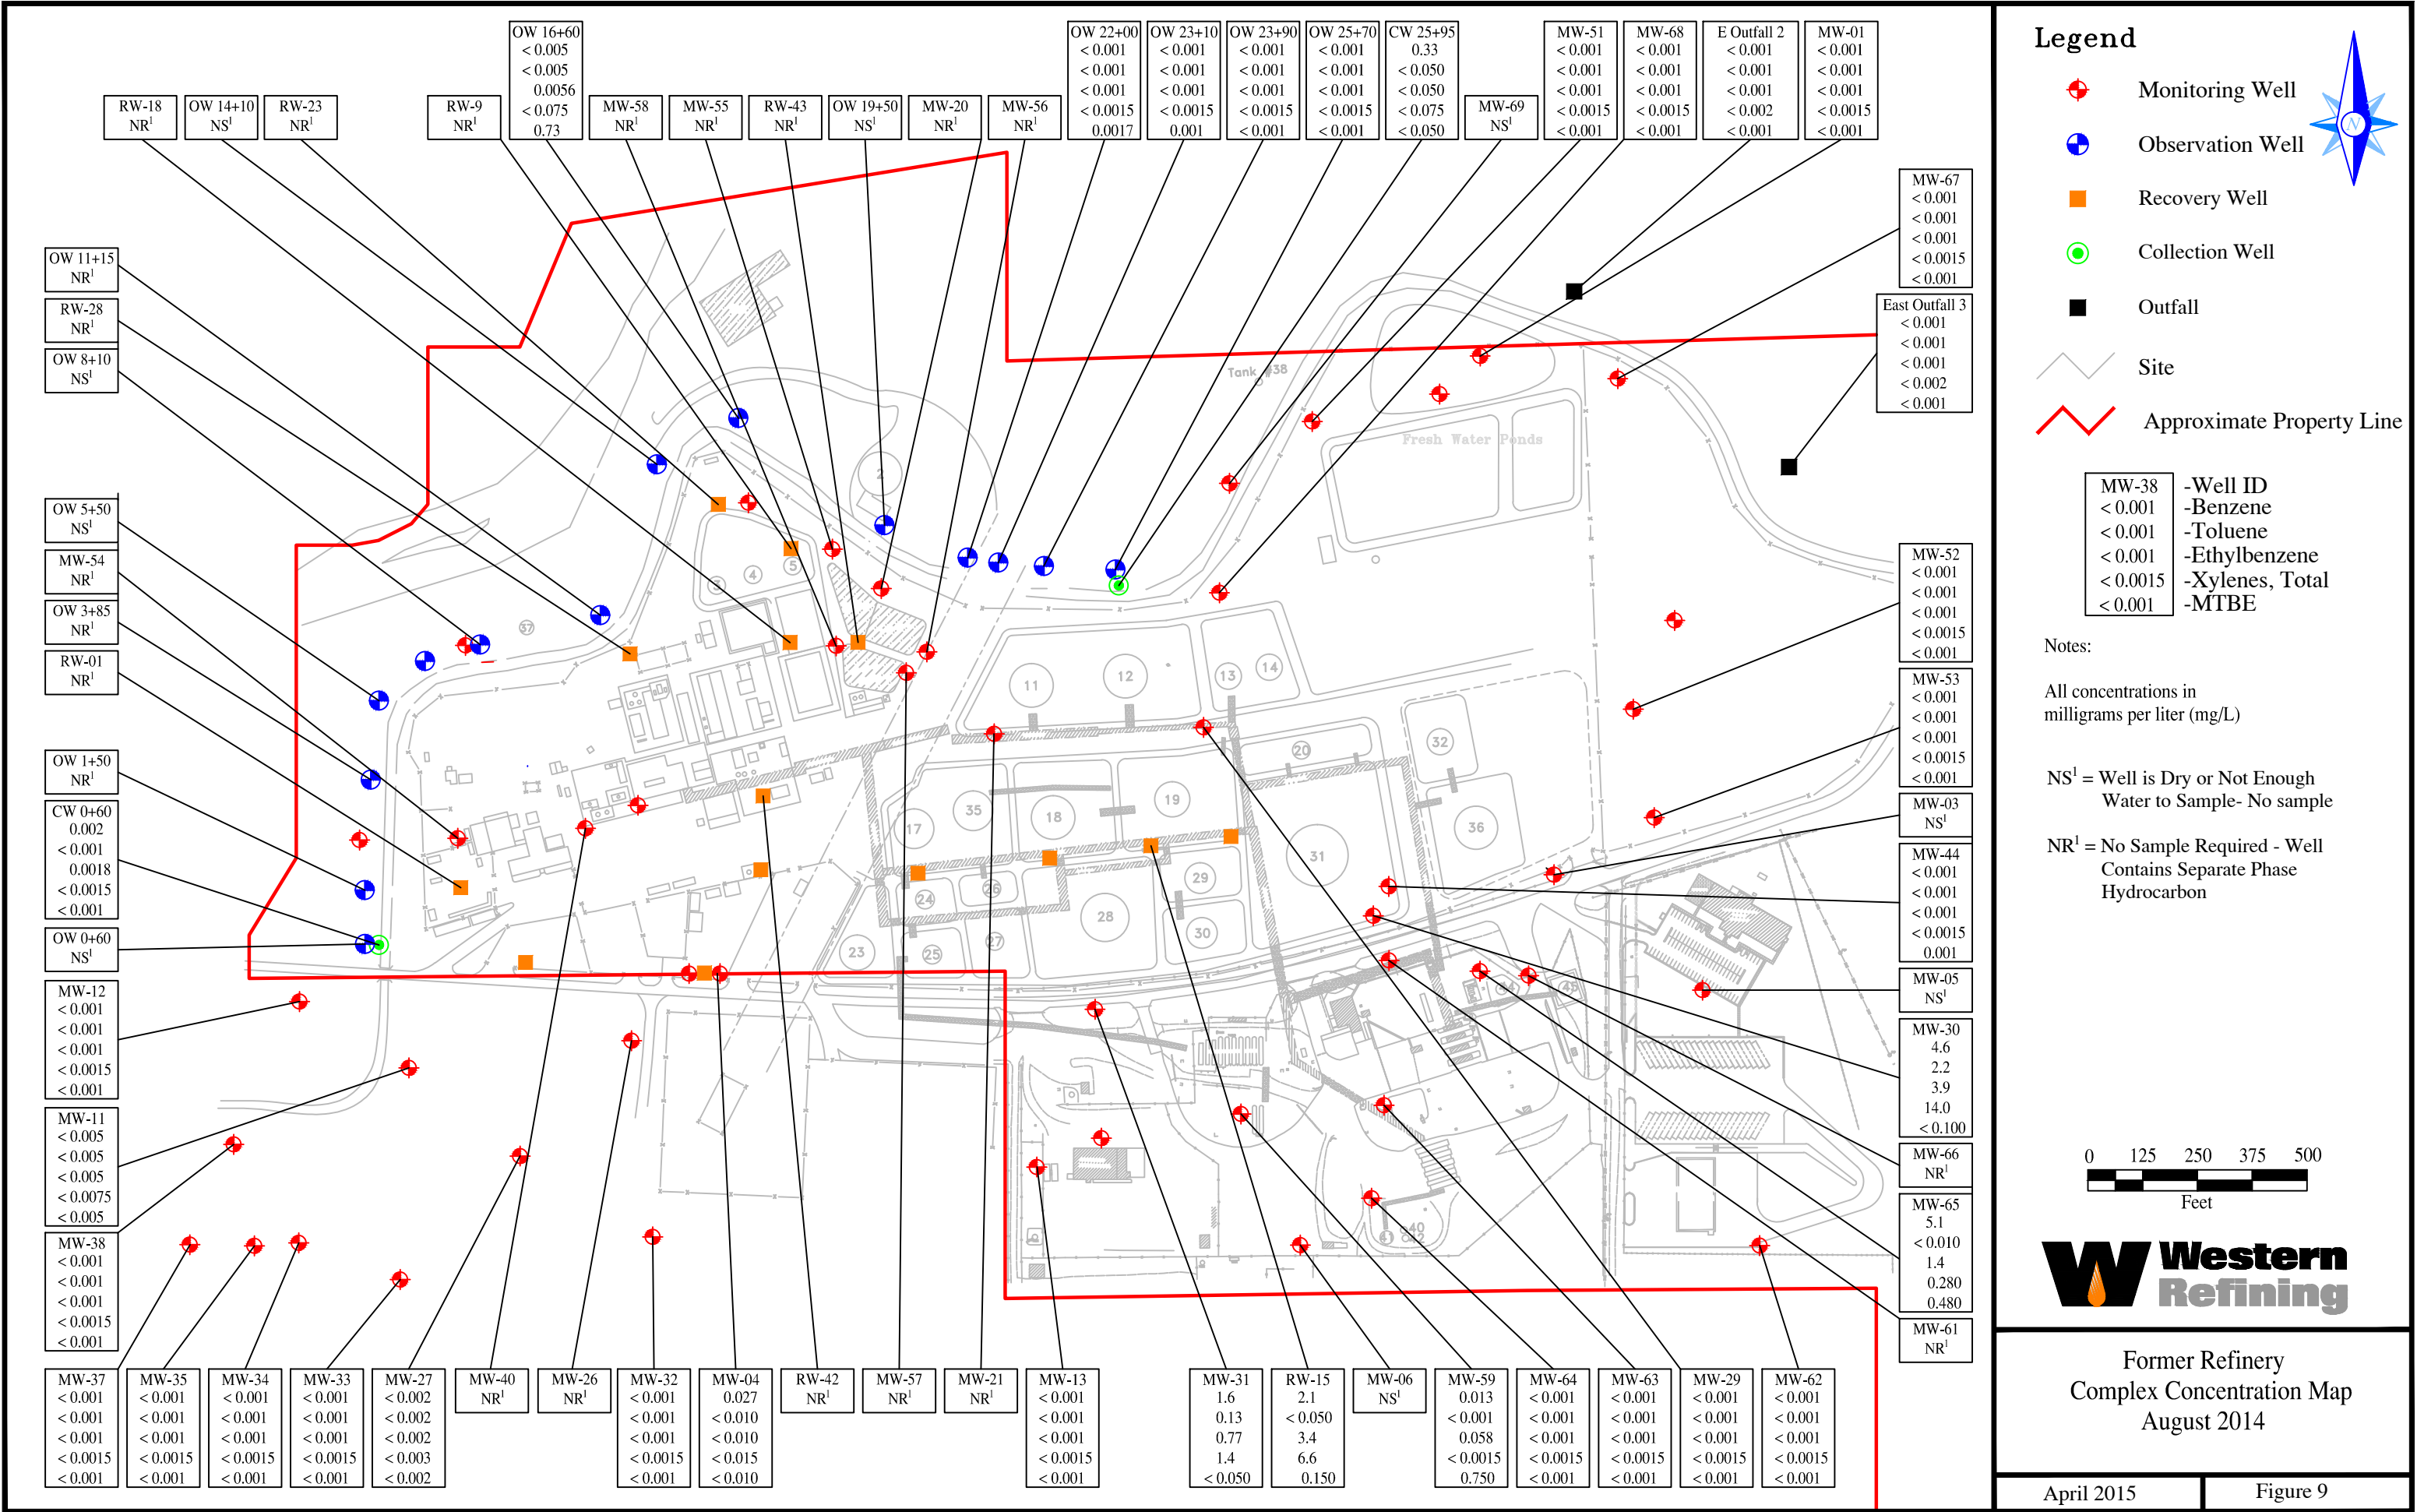 OW 16+60
< 0.005
< 0.005
0.0056
< 0.075
0.73
OW 22+00
< 0.001
< 0.001
< 0.001
< 0.0015
0.0017
OW 23+10
< 0.001
< 0.001
< 0.001
< 0.0015
0.001
OW 23+90
< 0.001
< 0.001
< 0.001
< 0.0015
< 0.001
OW 25+70
< 0.001
< 0.001
< 0.001
< 0.0015
< 0.001
CW 25+95
0.33
< 0.050
< 0.050
< 0.075
< 0.050
MW-51
< 0.001
< 0.001
< 0.001
< 0.0015
< 0.001
MW-68
< 0.001
< 0.001
< 0.001
< 0.0015
< 0.001
E Outfall 2
< 0.001
< 0.001
< 0.001
< 0.002
< 0.001
MW-01
< 0.001
< 0.001
< 0.001
< 0.0015
< 0.001
RW-18
NR¹
OW 14+10
NS¹
RW-23
NR¹
RW-9
NR¹
MW-58
NR¹
MW-55
NR¹
RW-43
NR¹
OW 19+50
NS¹
MW-20
NR¹
MW-56
NR¹
MW-69
NS¹
MW-67
< 0.001
< 0.001
< 0.001
< 0.0015
< 0.001
East Outfall 3
< 0.001
< 0.001
< 0.001
< 0.002
< 0.001
OW 11+15
NR¹
RW-28
NR¹
OW 8+10
NS¹
OW 5+50
NS¹
MW-54
NR¹
OW 3+85
NR¹
RW-01
NR¹
OW 1+50
NR¹
CW 0+60
0.002
< 0.001
0.0018
< 0.0015
< 0.001
OW 0+60
NS¹
MW-12
< 0.001
< 0.001
< 0.001
< 0.0015
< 0.001
MW-11
< 0.005
< 0.005
< 0.005
< 0.0075
< 0.005
MW-38
< 0.001
< 0.001
< 0.001
< 0.0015
< 0.001
Tank #38
Fresh Water Ponds
2
3
4
5
37
11
12
13
14
20
32
17
35
18
19
36
31
24
26
29
28
23
25
27
30
45
40
42
MW-52
< 0.001
< 0.001
< 0.001
< 0.0015
< 0.001
MW-53
< 0.001
< 0.001
< 0.001
< 0.0015
< 0.001
MW-03
NS¹
MW-44
< 0.001
< 0.001
< 0.001
< 0.0015
0.001
MW-05
NS¹
MW-30
4.6
2.2
3.9
14.0
< 0.100
MW-66
NR¹
MW-65
5.1
< 0.010
1.4
0.280
0.480
MW-61
NR¹
MW-37
< 0.001
< 0.001
< 0.001
< 0.0015
< 0.001
MW-35
< 0.001
< 0.001
< 0.001
< 0.0015
< 0.001
MW-34
< 0.001
< 0.001
< 0.001
< 0.0015
< 0.001
MW-33
< 0.001
< 0.001
< 0.001
< 0.0015
< 0.001
MW-27
< 0.002
< 0.002
< 0.002
< 0.003
< 0.002
MW-40
NR¹
MW-26
NR¹
MW-32
< 0.001
< 0.001
< 0.001
< 0.0015
< 0.001
MW-04
0.027
< 0.010
< 0.010
< 0.015
< 0.010
RW-42
NR¹
MW-57
NR¹
MW-21
NR¹
MW-13
< 0.001
< 0.001
< 0.001
< 0.0015
< 0.001
MW-31
1.6
0.13
0.77
1.4
< 0.050
RW-15
2.1
< 0.050
3.4
6.6
0.150
MW-06
NS¹
MW-59
0.013
< 0.001
0.058
< 0.0015
0.750
MW-64
< 0.001
< 0.001
< 0.001
< 0.0015
< 0.001
MW-63
< 0.001
< 0.001
< 0.001
< 0.0015
< 0.001
MW-29
< 0.001
< 0.001
< 0.001
< 0.0015
< 0.001
MW-62
< 0.001
< 0.001
< 0.001
< 0.0015
< 0.001
Legend
N
Monitoring Well
Observation Well
Recovery Well
Collection Well
Outfall
Site
Approximate Property Line
MW-38 -Well ID
< 0.001 -Benzene
< 0.001 -Toluene
< 0.001 -Ethylbenzene
< 0.0015 -Xylenes, Total
< 0.001 -MTBE
Notes:
All concentrations in
milligrams per liter (mg/L)
NS¹ = Well is Dry or Not Enough
Water to Sample- No sample
NR¹ = No Sample Required - Well
Contains Separate Phase
Hydrocarbon
0 125 250 375 500
Feet
Western
Refining
Former Refinery
Complex Concentration Map
August 2014
April 2015
Figure 9